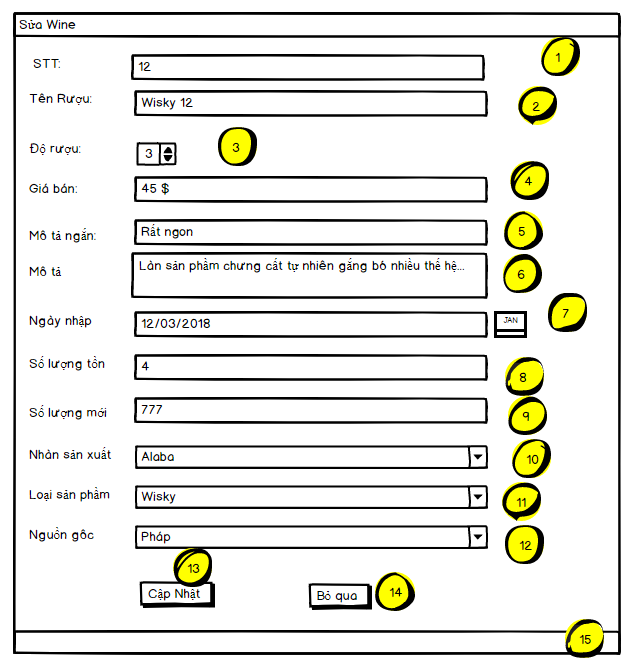 Sửa Wine
STT: 12 1
Tên Rượu: Wisky 12 2
Độ rượu: 3 3
Giá bán: 45 $ 4
Mô tả ngắn: Rất ngon 5
Mô tả Làn sản phẩm chưng cất tự nhiên gắng bó nhiều thế hệ... 6
Ngày nhập 12/03/2018 JAN 7
Số lượng tồn 4 8
Số lượng mới 777 9
Nhàn sản xuất Alaba 10
Loại sản phẩm Wisky 11
Nguồn gốc Pháp 12
13
Cập Nhật Bỏ qua 14
15